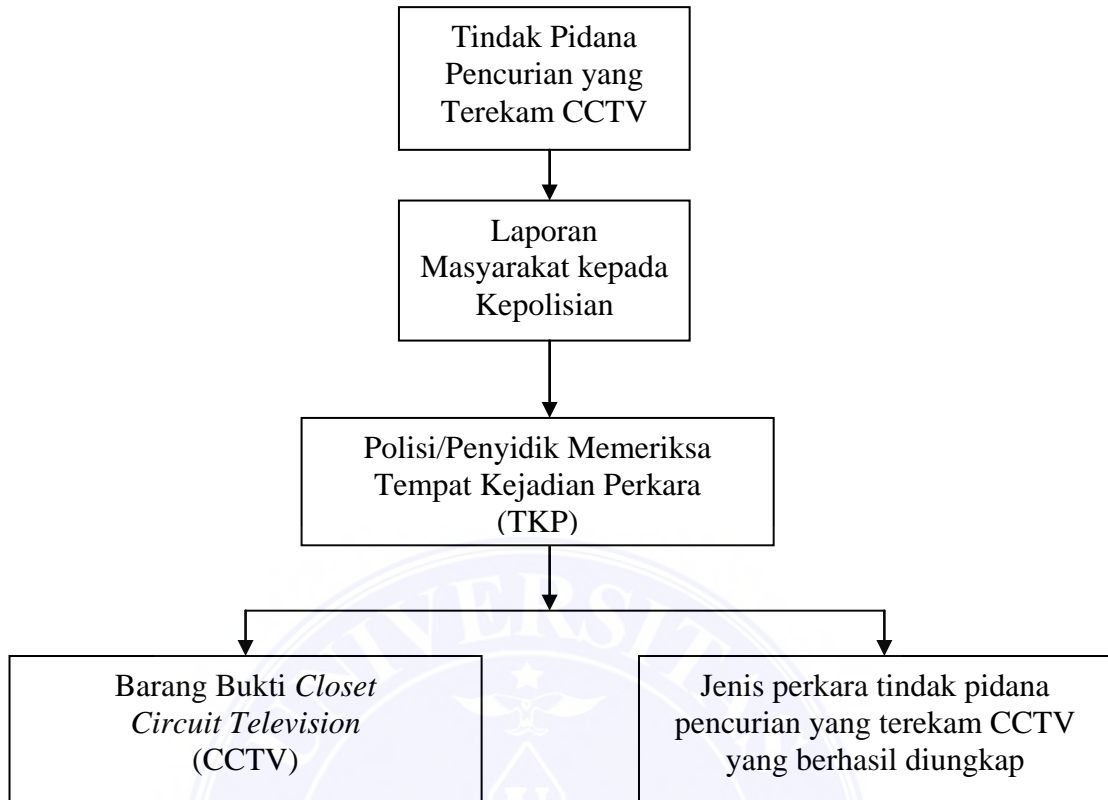 Tindak Pidana
Pencurian yang
Terekam CCTV
Laporan
Masyarakat kepada
Kepolisian
Polisi/Penyidik Memeriksa
Tempat Kejadian Perkara
(TKP)
Barang Bukti Closet
Circuit Television
(CCTV)
Jenis perkara tindak pidana
pencurian yang terekam CCTV
yang berhasil diungkap
UNIVERSITA